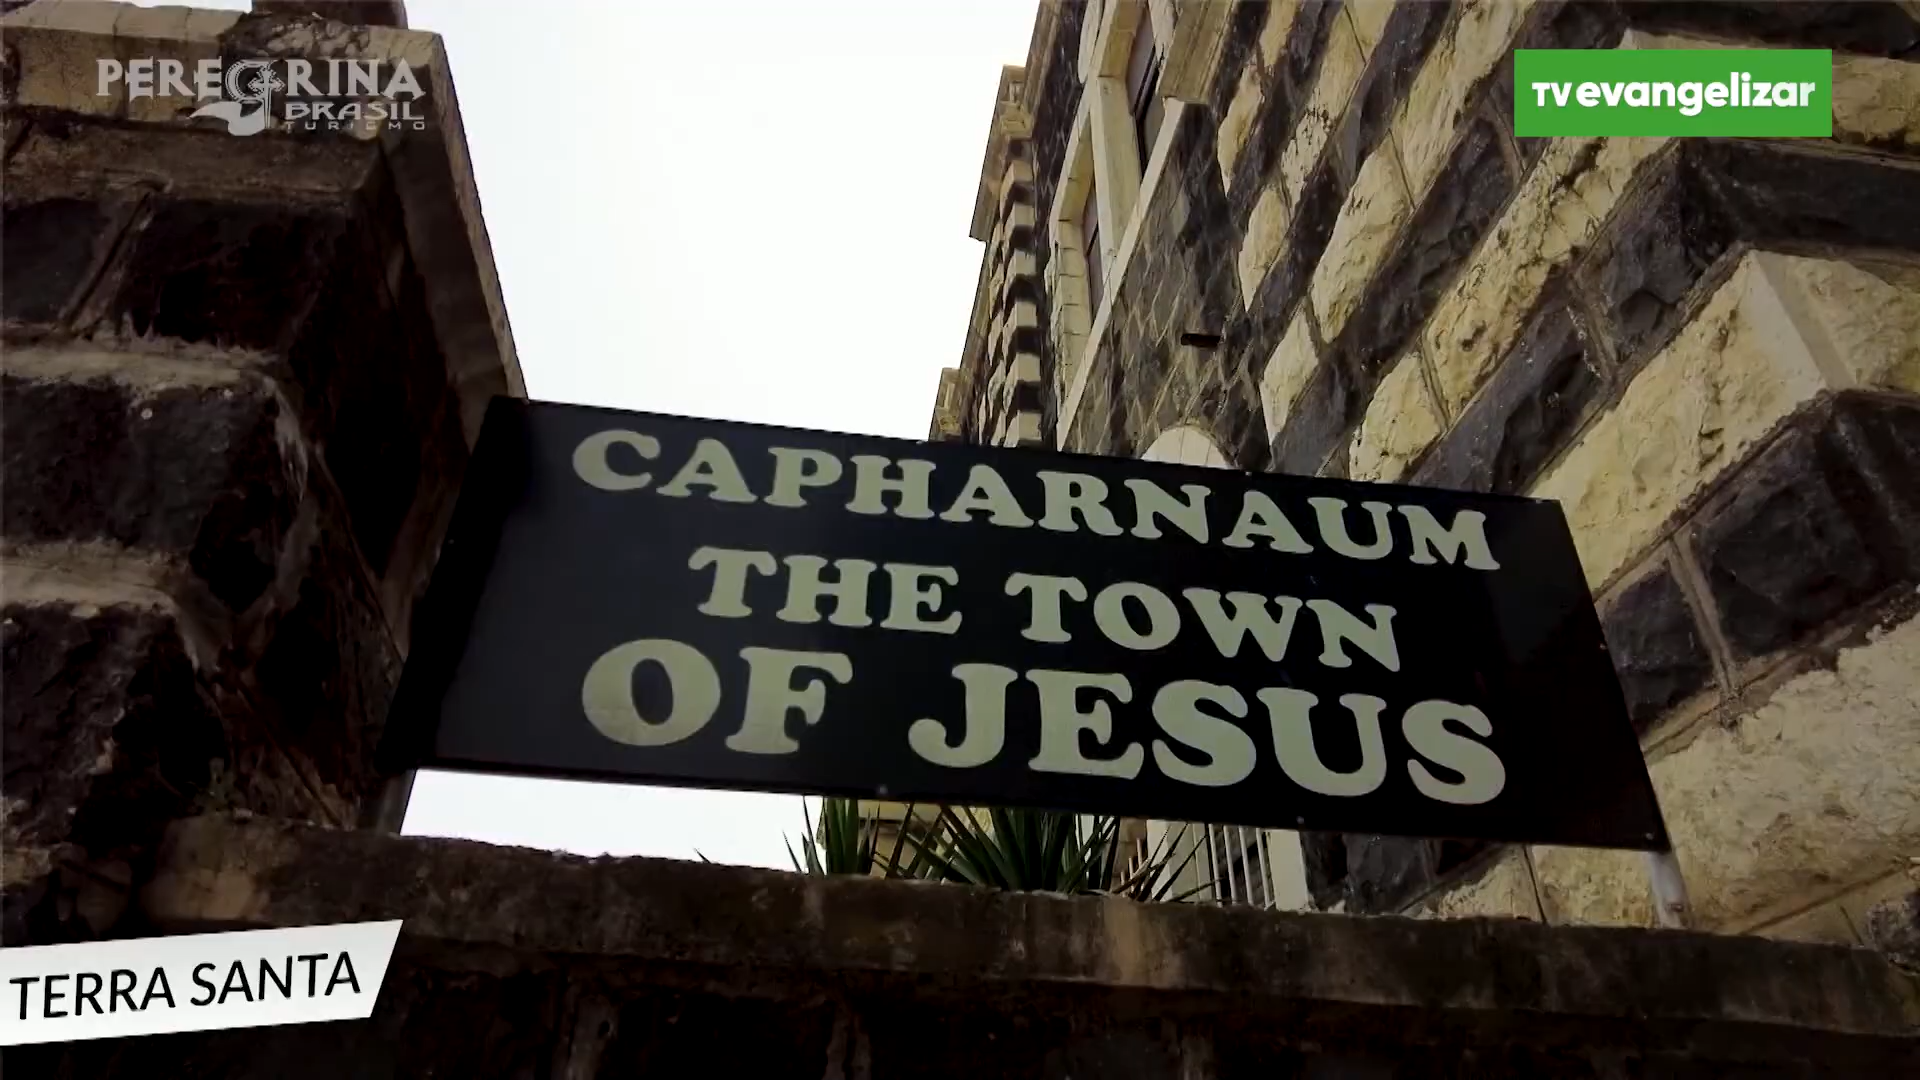 PEREGRINA
BRASIL
TURISMO
TV evangelizar
CAPHARNAUM
THE TOWN
OF JESUS
TERRA SANTA